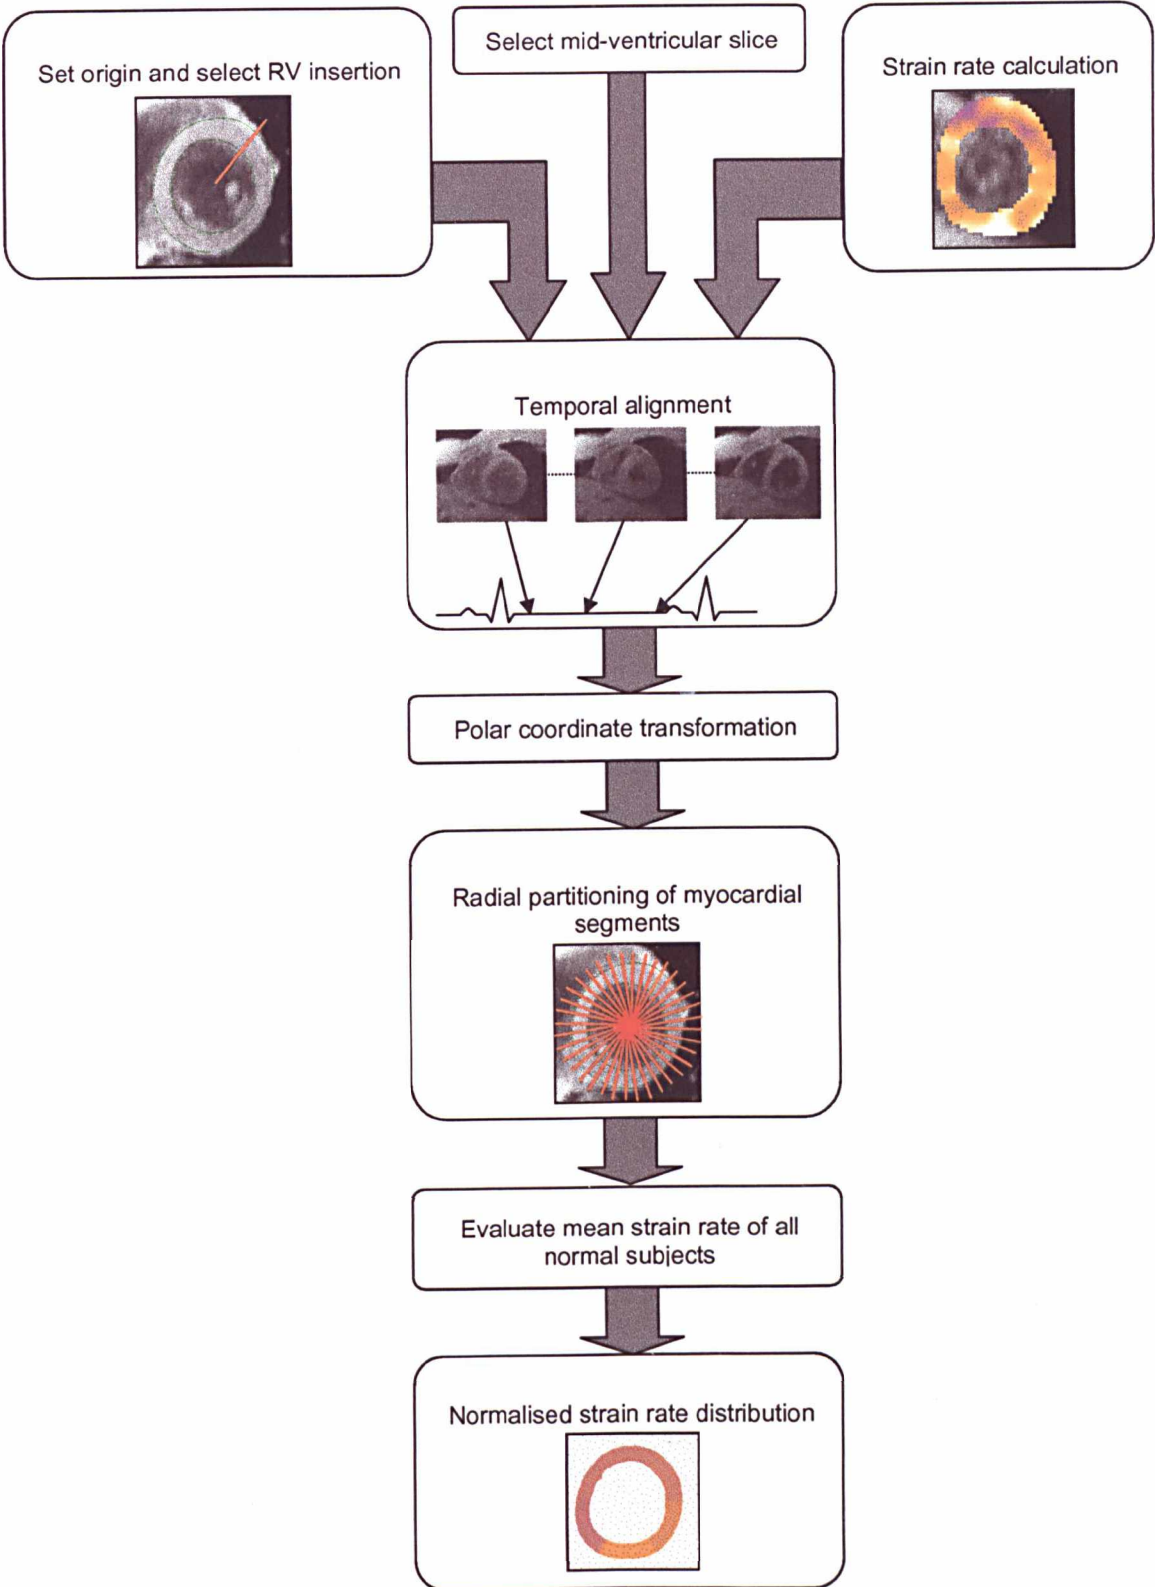 Set origin and select RV insertion
Select mid-ventricular slice
Strain rate calculation
Temporal alignment
Polar coordinate transformation
Radial partitioning of myocardial
segments
Evaluate mean strain rate of all
normal subjects
Normalised strain rate distribution